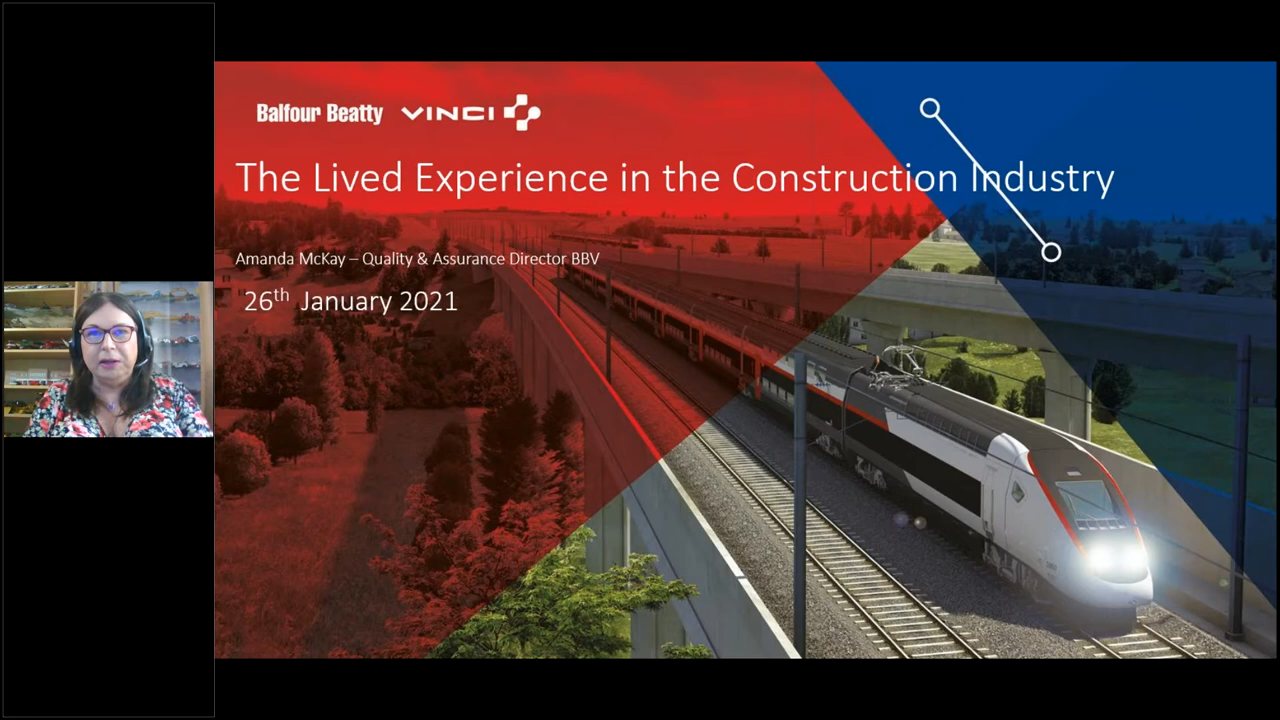 Balfour Beatty VINCI
The Lived Experience in the Construction Industry
Amanda McKay – Quality & Assurance Director BBV
26th January 2021